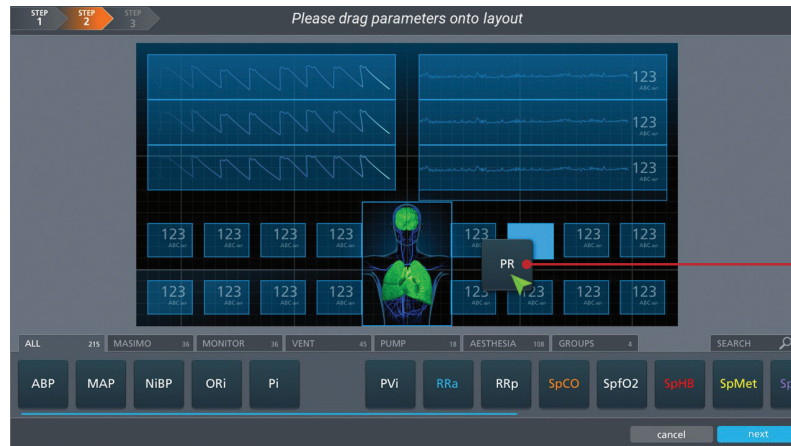 STEP 1 STEP 2 STEP 3 Please drag parameters onto layout
123
123
123
123 123 123 123 123 123 123
PR
123 123 123 123 123 123 123 123
ALL 215 MASIMO 36 MONITOR 36 VENT 45 PUMP 18 AESTHESIA 108 GROUPS 4 SEARCH
ABP MAP NiBP ORi Pi PVi RRa RRp SpCO SpfO2 SpHB SpMet Sp
cancel next